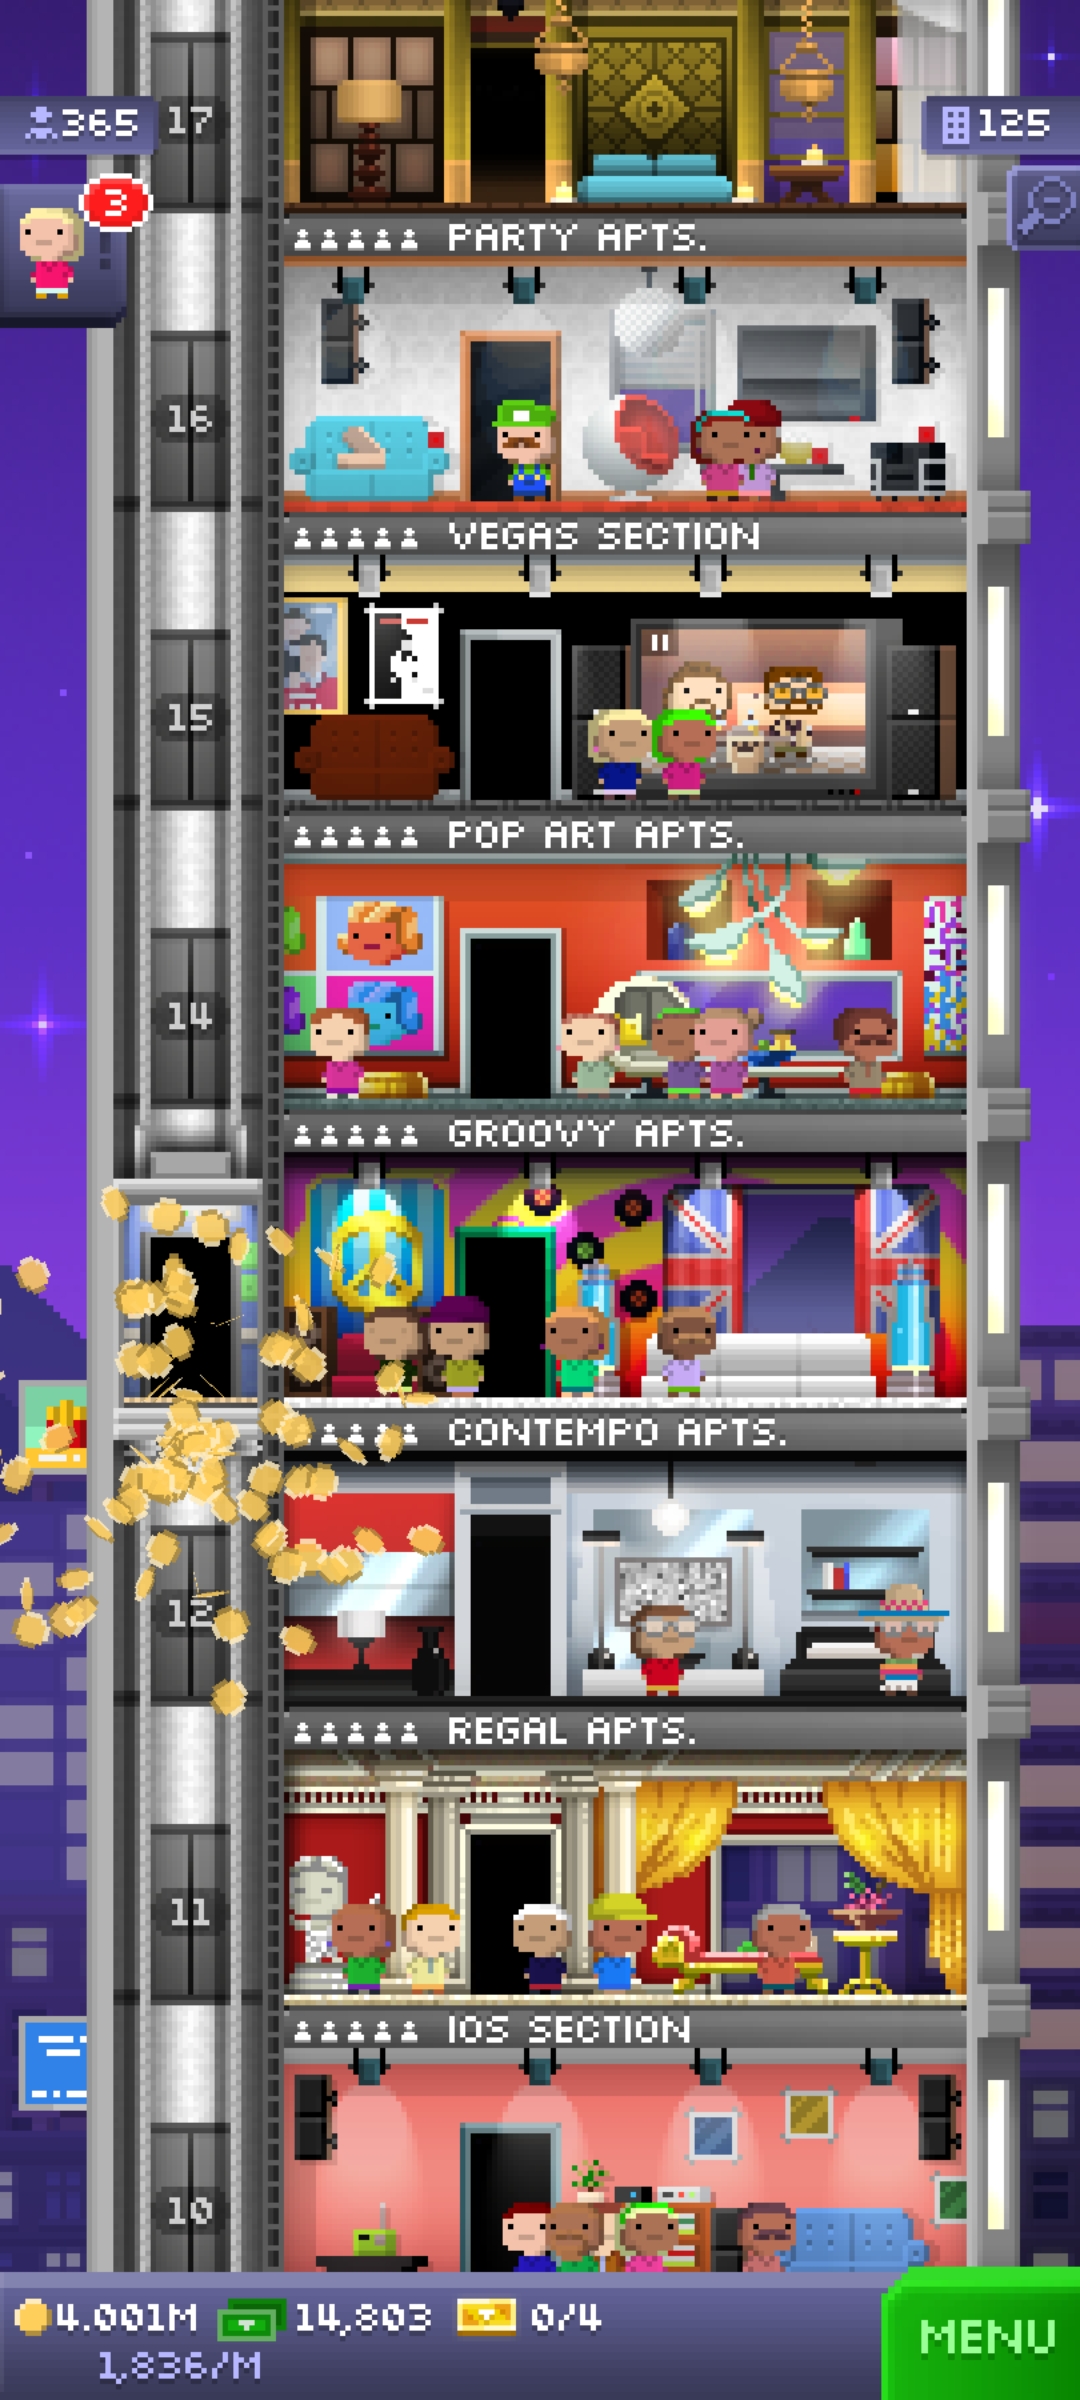 365
17
125
3
PARTY APTS.
16
VEGAS SECTION
15
POP ART APTS.
14
GROOVY APTS.
CONTEMPO APTS.
12
REGAL APTS.
11
IOS SECTION
10
4.001M 14,803 0/4
1,836/M
MENU